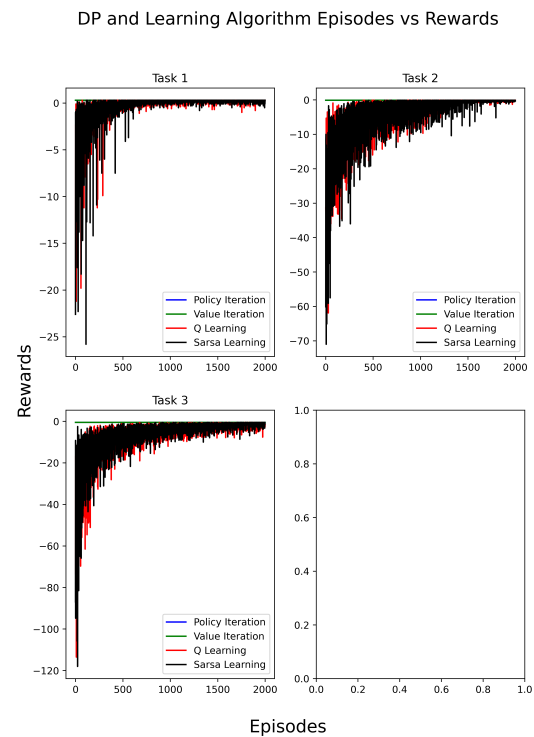 DP and Learning Algorithm Episodes vs Rewards
Task 1
0
−5
−10
−15
−20
−25
0 500 1000 1500 2000
Policy Iteration
Value Iteration
Q Learning
Sarsa Learning
Task 2
0
−10
−20
−30
−40
−50
−60
−70
0 500 1000 1500 2000
Policy Iteration
Value Iteration
Q Learning
Sarsa Learning
Rewards
Task 3
0
−20
−40
−60
−80
−100
−120
0 500 1000 1500 2000
Policy Iteration
Value Iteration
Q Learning
Sarsa Learning
1.0
0.8
0.6
0.4
0.2
0.0
0.0 0.2 0.4 0.6 0.8 1.0
Episodes